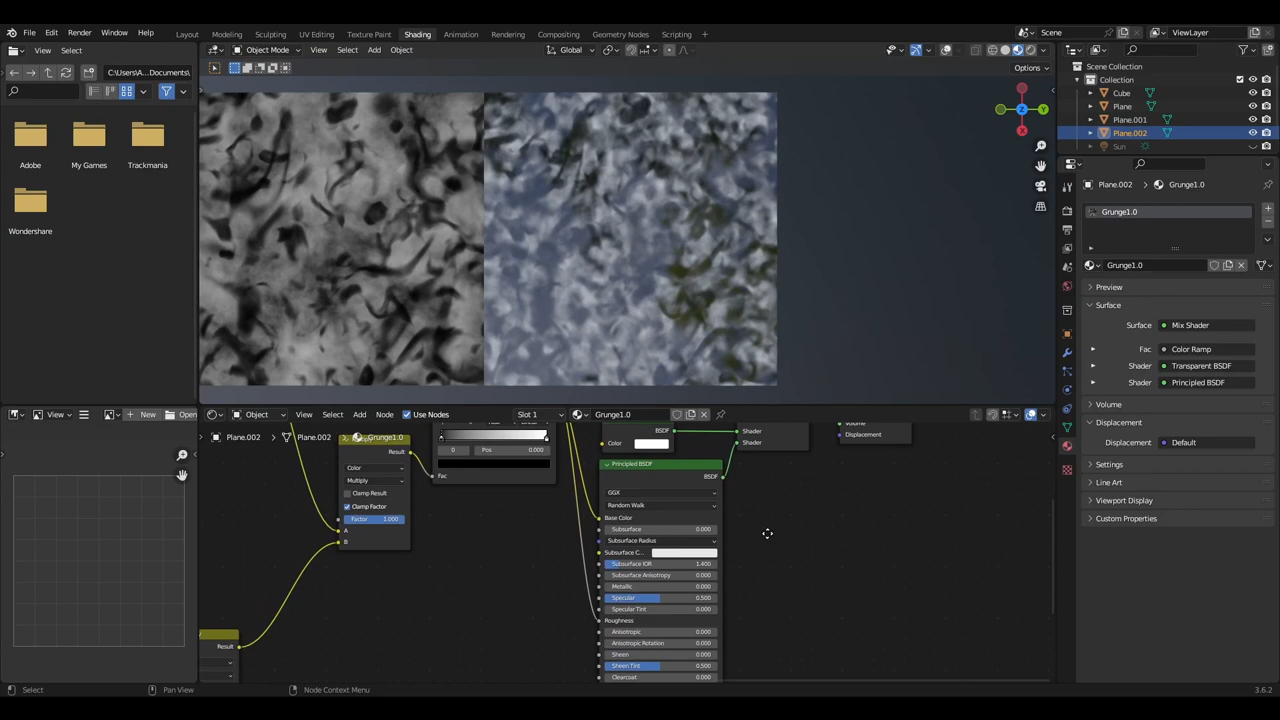 File Edit Render Window Help
Layout Modeling Sculpting UV Editing Texture Paint Shading Animation Rendering Compositing Geometry Nodes Scripting +
Scene
ViewLayer
View Select
Object Mode View Select Add Object
Global
Options
C:\Users\A...Documents\
Adobe
My Games
Trackmania
Wondershare
Scene Collection
Collection
Cube
Plane
Plane.001
Plane.002
Sun
Plane.002 > Grunge1.0
Grunge1.0
Grunge1.0
Preview
Surface
Surface Mix Shader
Fac Color Ramp
Shader Transparent BSDF
Shader Principled BSDF
Volume
Displacement
Displacement Default
Settings
Line Art
Viewport Display
Custom Properties
View + New Open
Object View Select Add Node Use Nodes Slot 1 Grunge1.0
Plane.002 > Plane.002 > Grunge1.0
Result
Color
Multiply
Clamp Result
Clamp Factor
Factor 1.000
A
B
Result
0 Pos 0.000
Fac
BSDF
Color
Shader
Shader
Displacement
Principled BSDF
BSDF
GGX
Random Walk
Base Color
Subsurface 0.000
Subsurface Radius
Subsurface C...
Subsurface IOR 1.400
Subsurface Anisotropy 0.000
Metallic 0.000
Specular 0.500
Specular Tint 0.000
Roughness
Anisotropic 0.000
Anisotropic Rotation 0.000
Sheen 0.000
Sheen Tint 0.500
Clearcoat 0.000
Select
Pan View
Node Context Menu
3.6.2